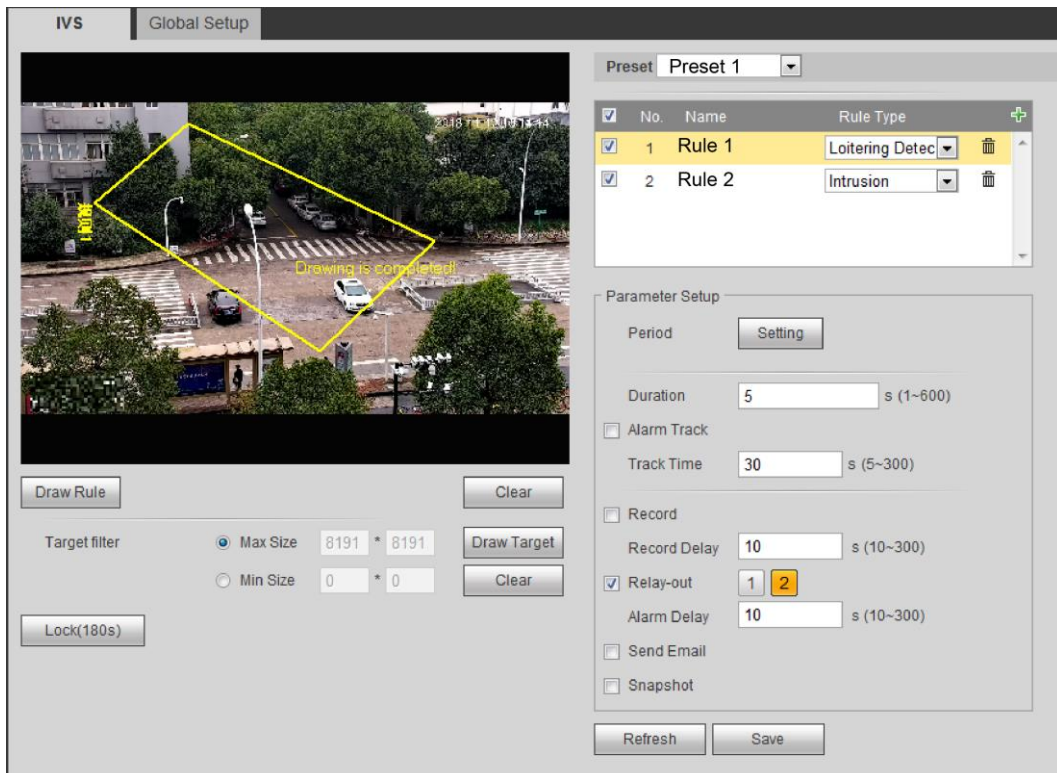 IVS Global Setup
Preset Preset 1
No. Name Rule Type
1 Rule 1 Loitering Detec
2 Rule 2 Intrusion
Drawing is completed!
Parameter Setup
Period Setting
Duration 5 s (1~600)
Alarm Track
Track Time 30 s (5~300)
Draw Rule Clear
Record
Target filter Max Size 8191 * 8191 Draw Target
Record Delay 10 s (10~300)
Min Size 0 * 0 Clear
Relay-out 1 2
Lock(180s)
Alarm Delay 10 s (10~300)
Send Email
Snapshot
Refresh Save